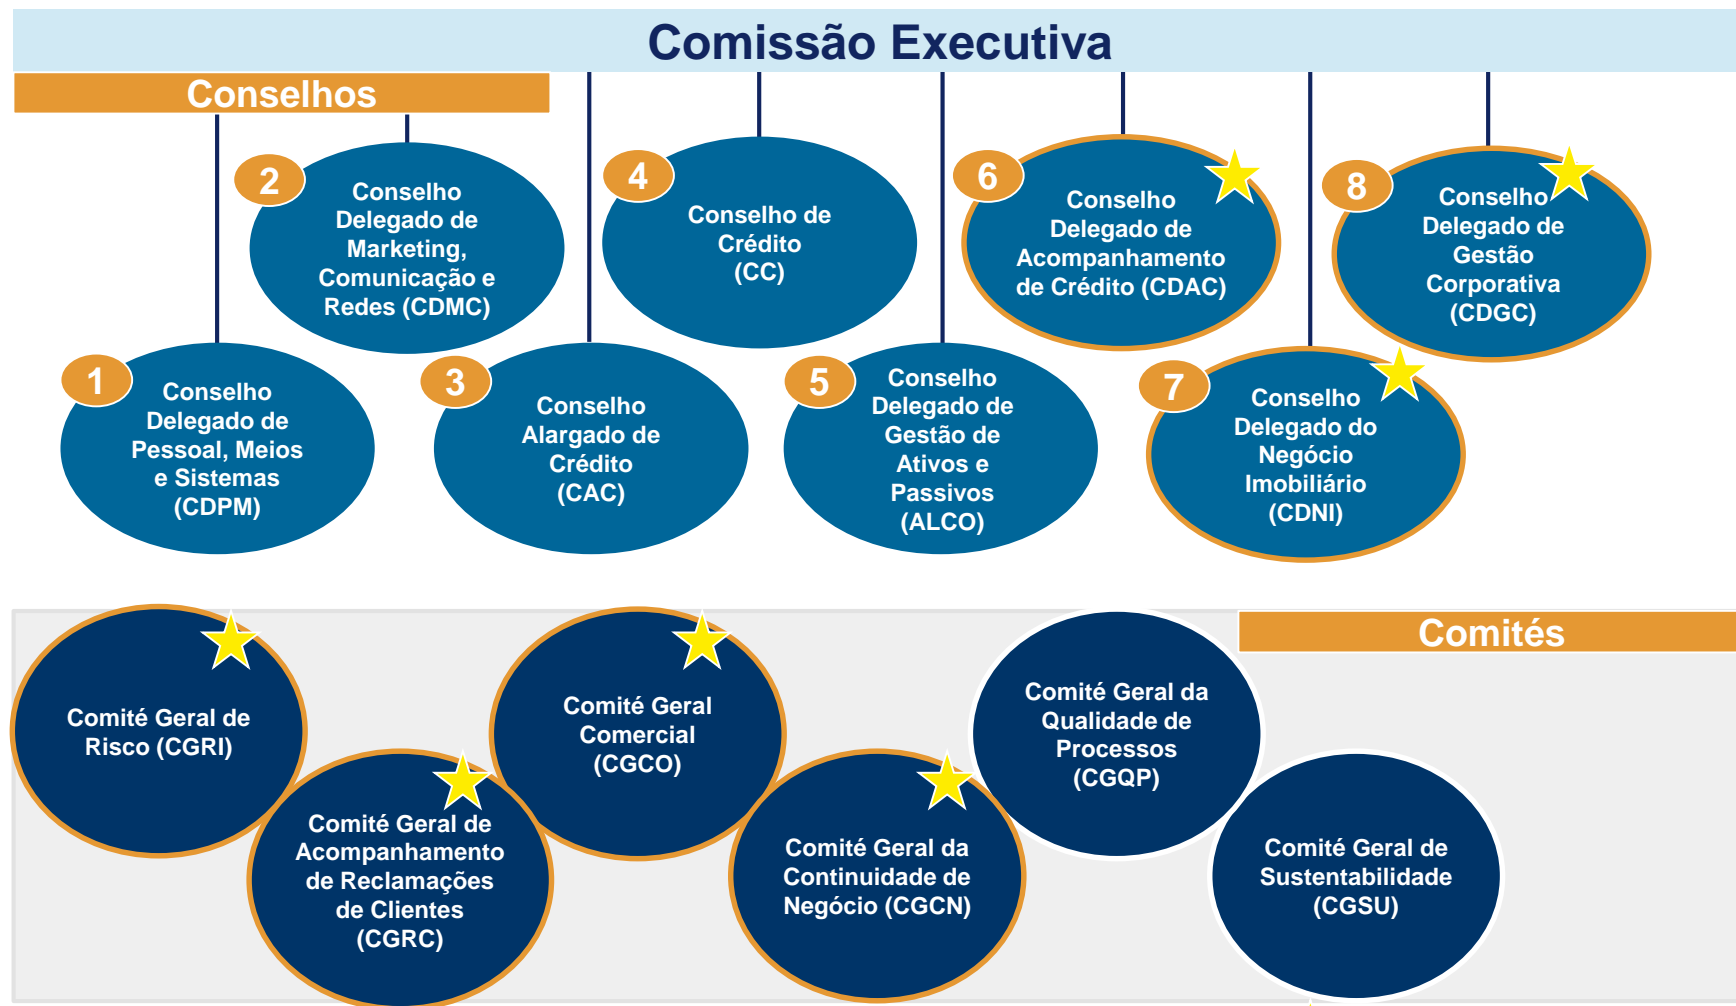 Comissão Executiva
Conselhos
1
Conselho
Delegado de
Pessoal, Meios
e Sistemas
(CDPM)
2
Conselho
Delegado de
Marketing,
Comunicação e
Redes (CDMC)
3
Conselho
Alargado de
Crédito
(CAC)
4
Conselho de
Crédito
(CC)
5
Conselho
Delegado de
Gestão de
Ativos e
Passivos
(ALCO)
6
Conselho
Delegado de
Acompanhamento
de Crédito (CDAC)
7
Conselho
Delegado do
Negócio
Imobiliário
(CDNI)
8
Conselho
Delegado de
Gestão
Corporativa
(CDGC)
Comités
Comité Geral de
Risco (CGRI)
Comité Geral de
Acompanhamento
de Reclamações
de Clientes
(CGRC)
Comité Geral
Comercial
(CGCO)
Comité Geral da
Continuidade de
Negócio (CGCN)
Comité Geral da
Qualidade de
Processos
(CGQP)
Comité Geral de
Sustentabilidade
(CGSU)